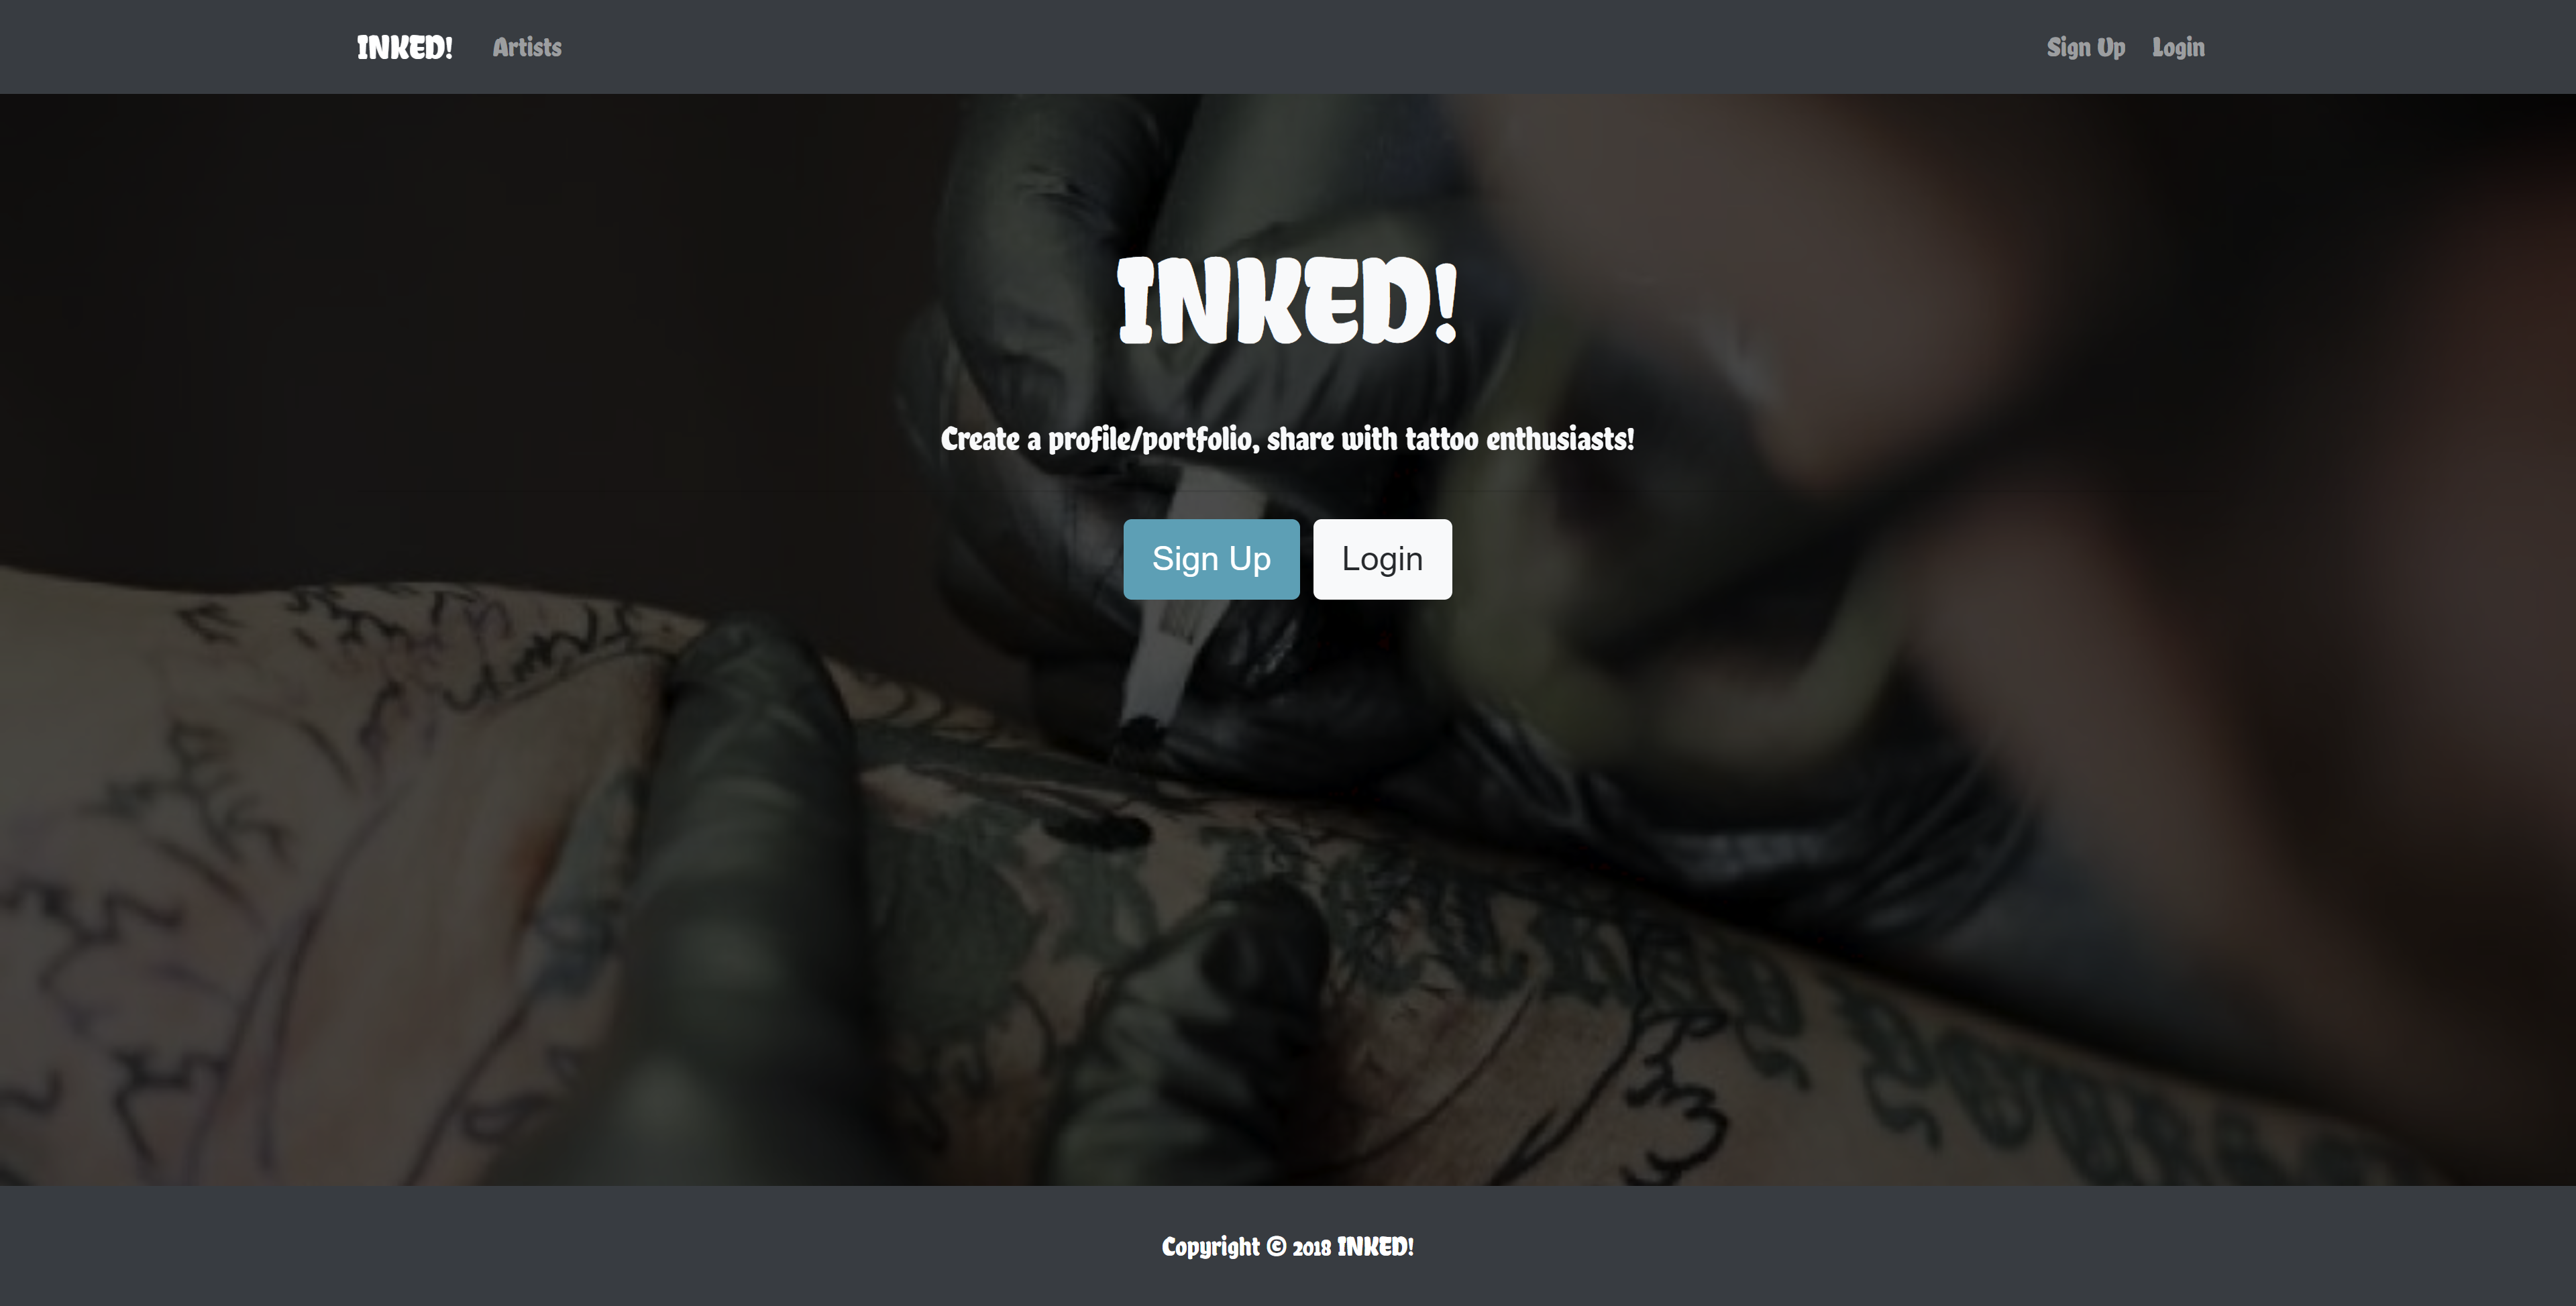 INKED! Artists Sign Up Login
INKED!
Create a profile/portfolio, share with tattoo enthusiasts!
Sign Up Login
Copyright © 2018 INKED!